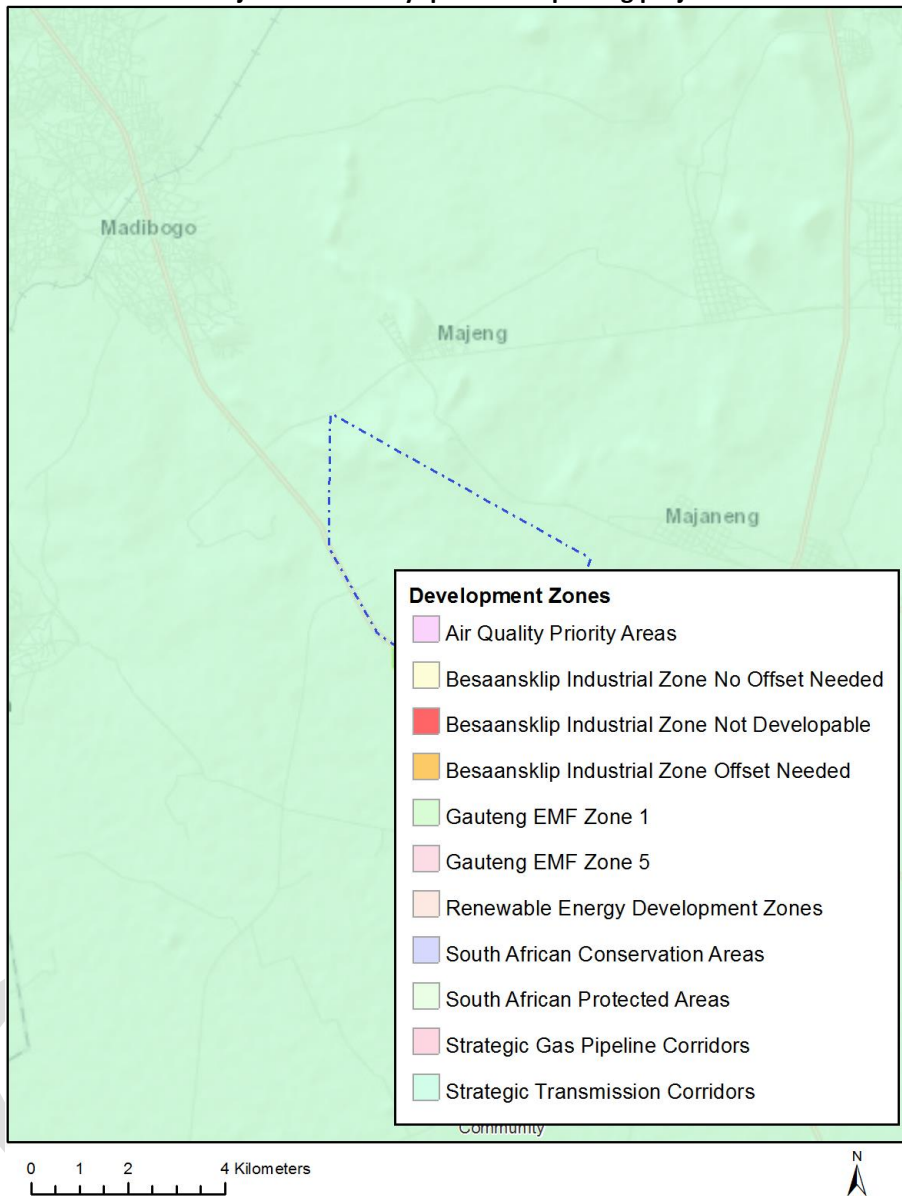 Madibogo
Majeng
Majaneng
Development Zones
Air Quality Priority Areas
Besaansklip Industrial Zone No Offset Needed
Besaansklip Industrial Zone Not Developable
Besaansklip Industrial Zone Offset Needed
Gauteng EMF Zone 1
Gauteng EMF Zone 5
Renewable Energy Development Zones
South African Conservation Areas
South African Protected Areas
Strategic Gas Pipeline Corridors
Strategic Transmission Corridors
Community
0 1 2 4 Kilometers
N